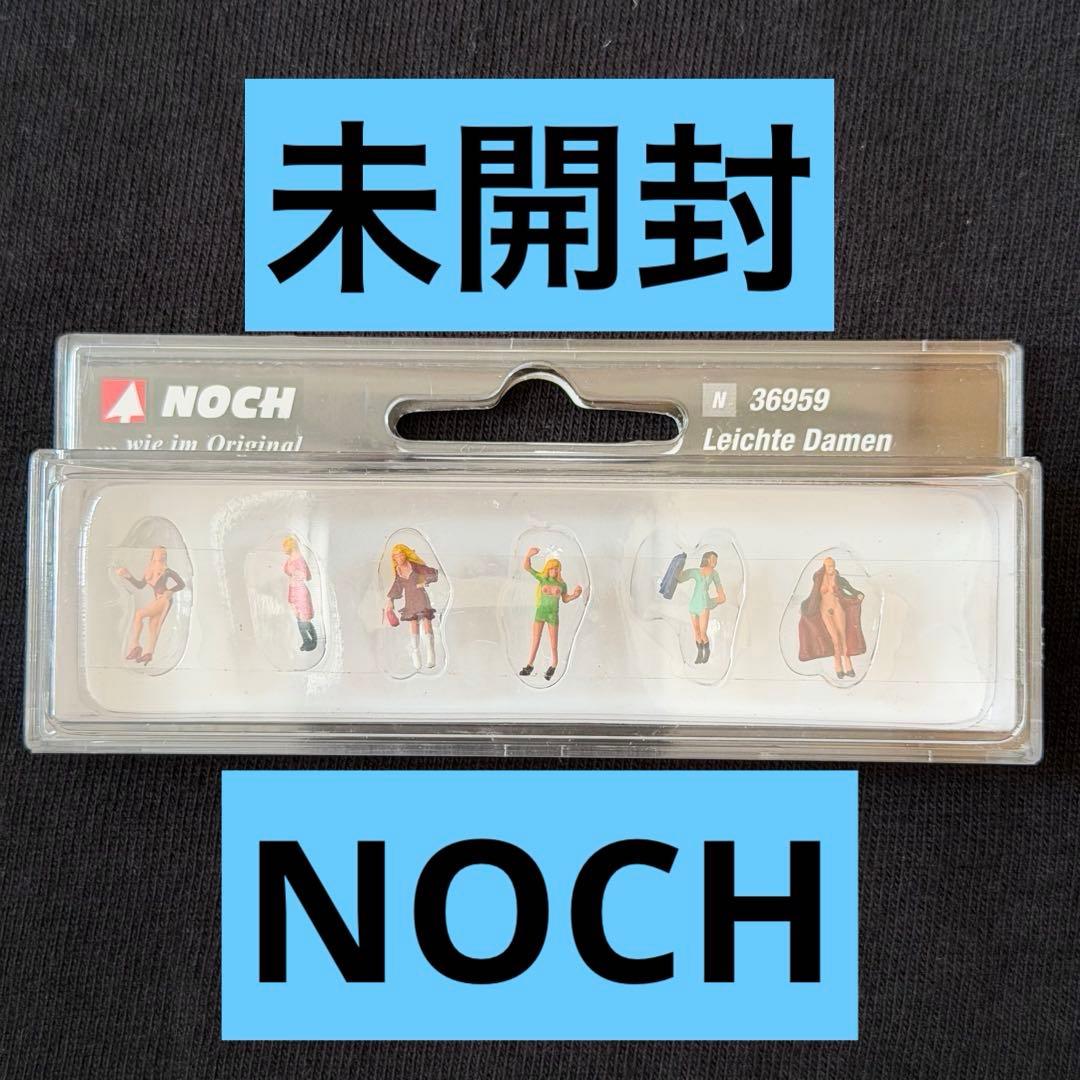 未開封
NOCH
... wie im Original
N 36959
Leichte Damen
NOCH